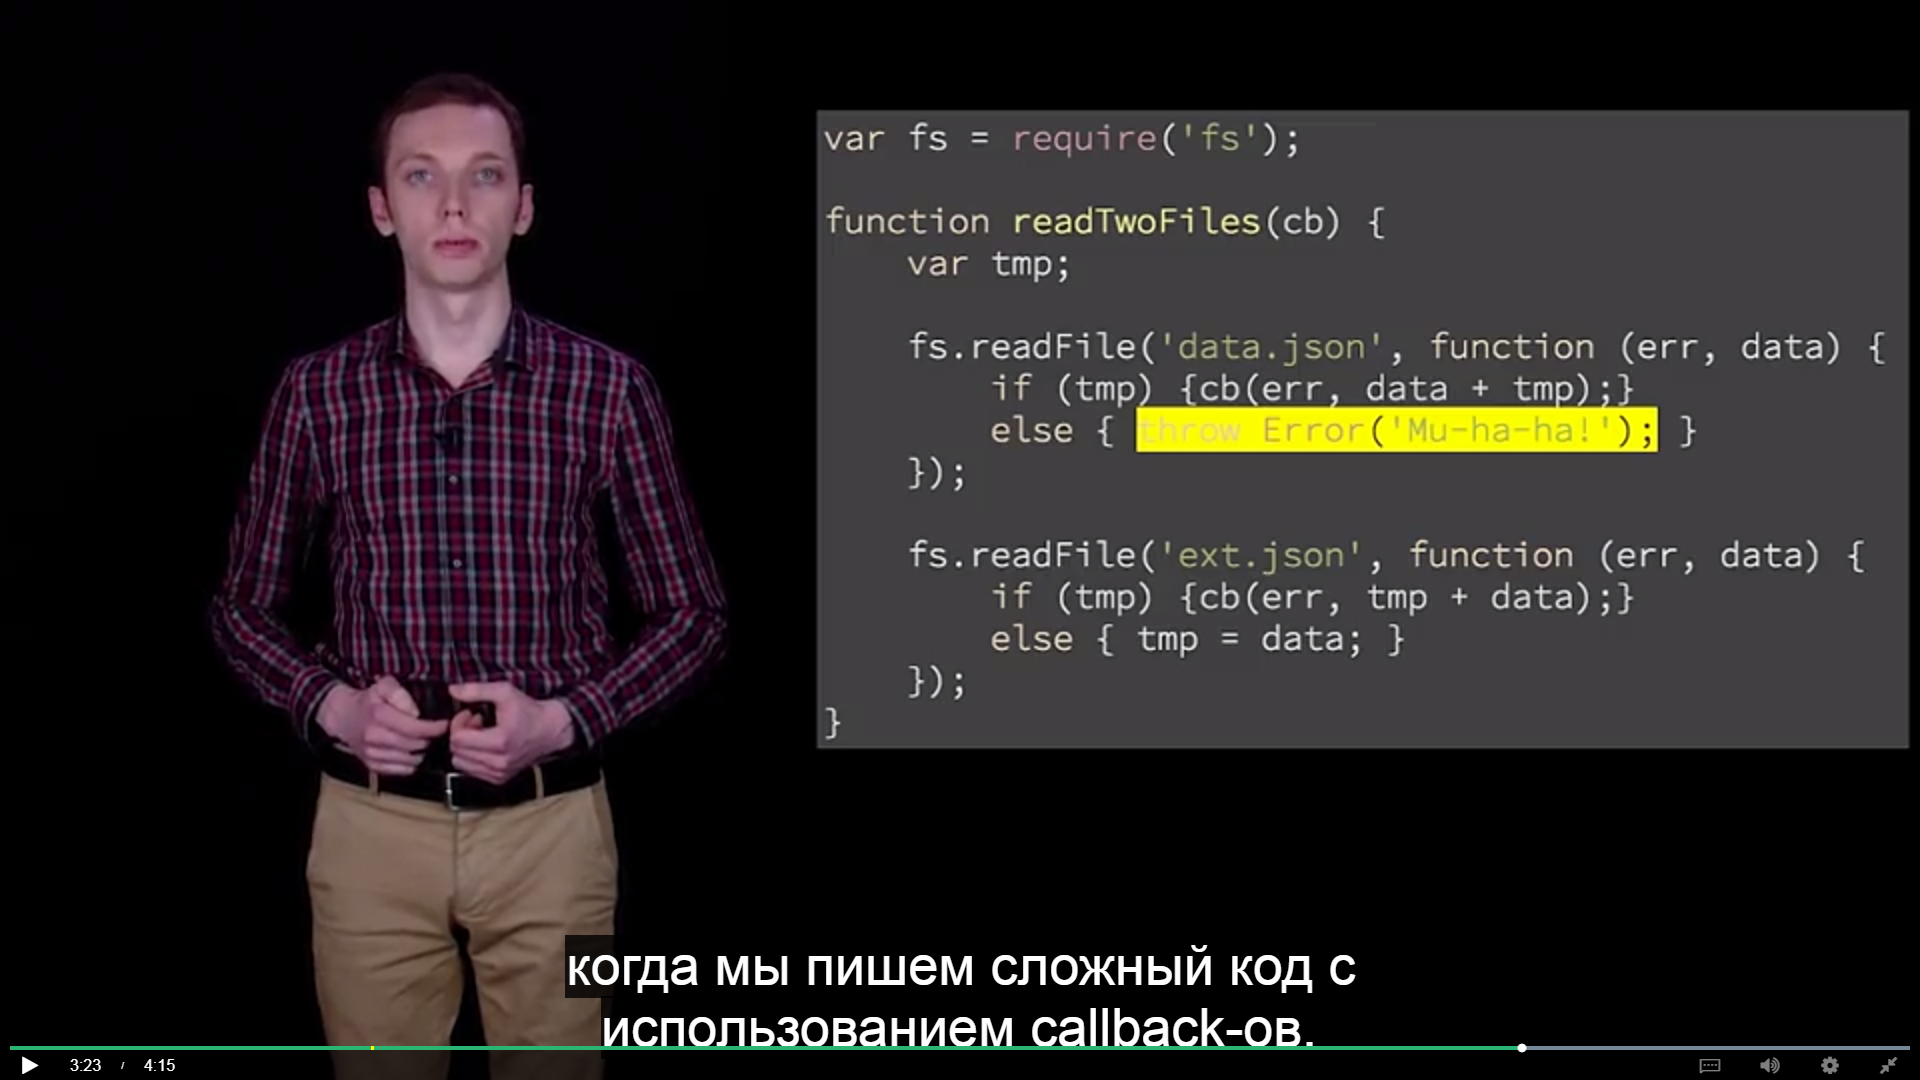 var fs = require('fs');
function readTwoFiles(cb) {
var tmp;
fs.readFile('data.json', function (err, data) {
if (tmp) {cb(err, data + tmp);}
else { throw Error('Mu-ha-ha!'); }
});
fs.readFile('ext.json', function (err, data) {
if (tmp) {cb(err, tmp + data);}
else { tmp = data; }
});
}
когда мы пишем сложный код с
использованием callback-ов.
3:23 / 4:15